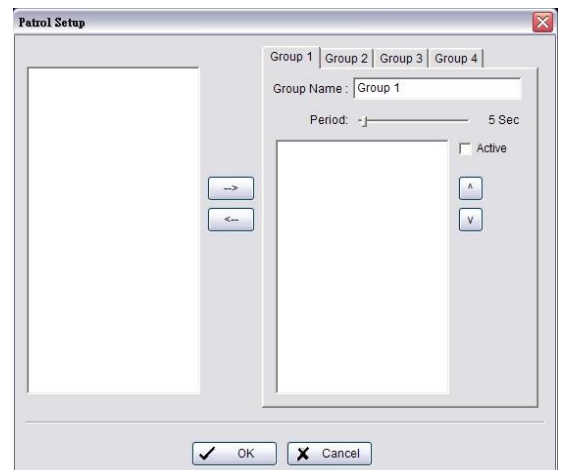 Patrol Setup
Group 1 Group 2 Group 3 Group 4
Group Name : Group 1
Period: 5 Sec
Active
-->
<--
^
v
OK Cancel